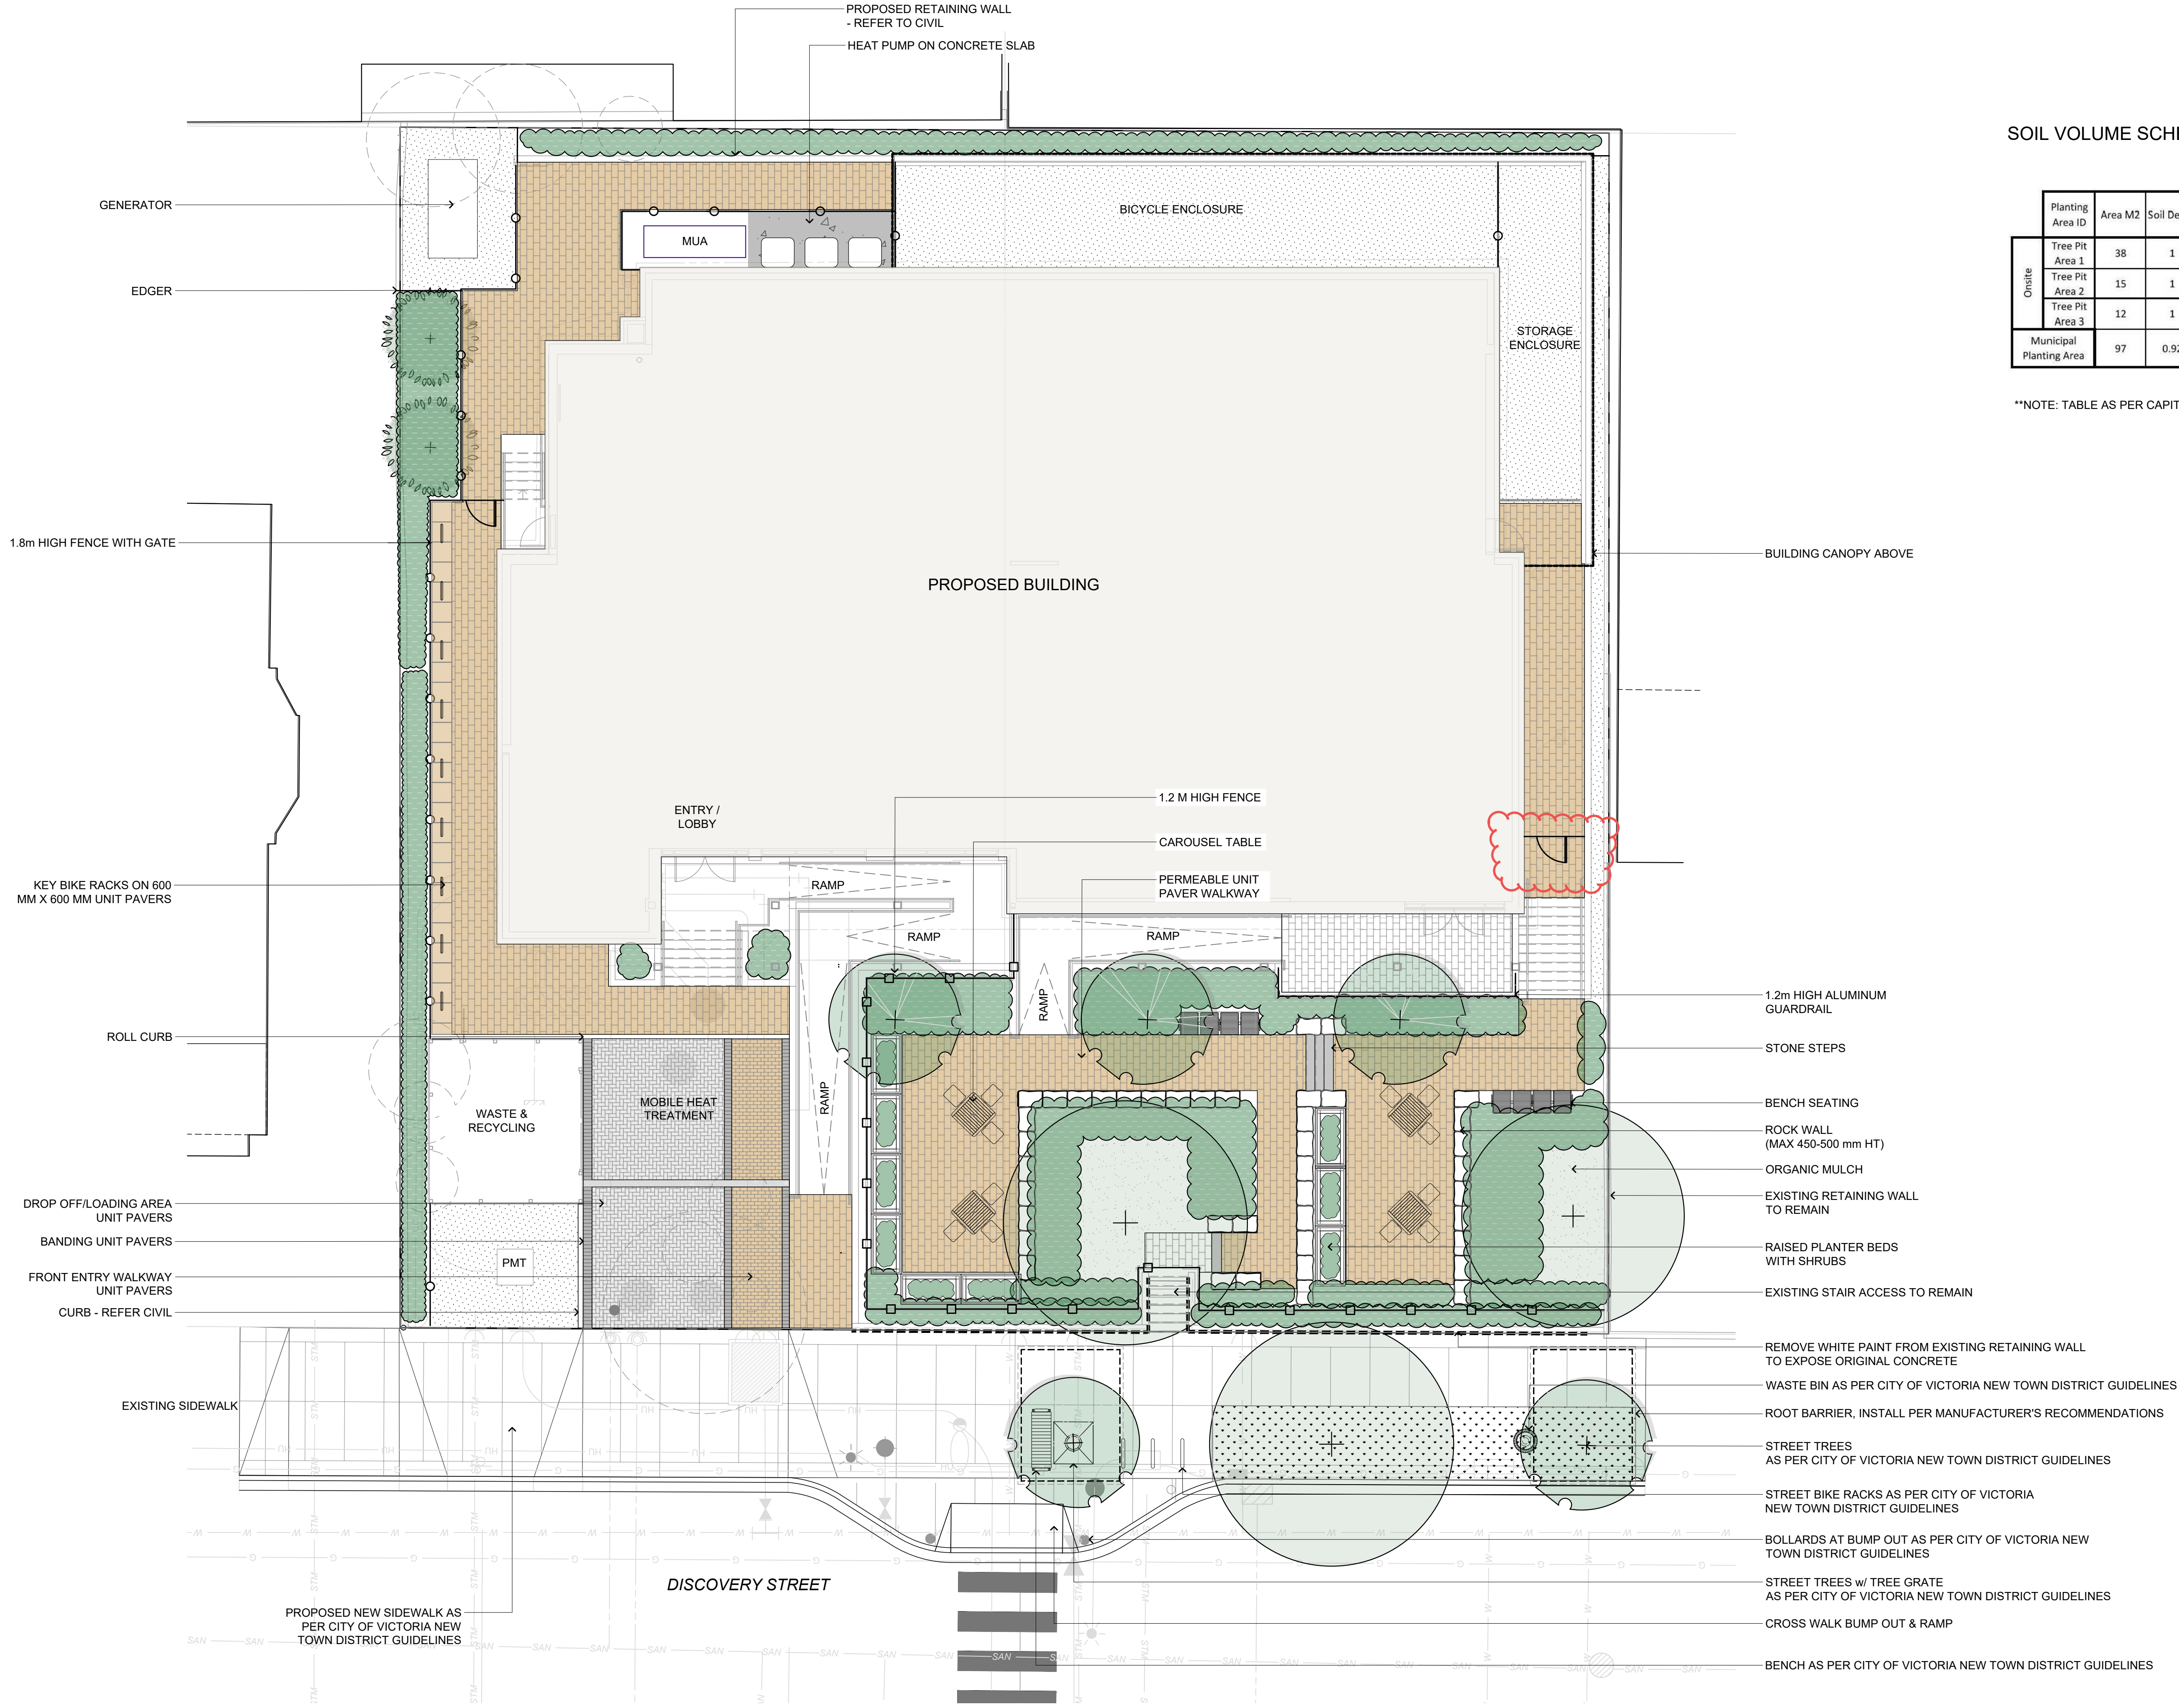 PROPOSED RETAINING WALL
- REFER TO CIVIL
HEAT PUMP ON CONCRETE SLAB
SOIL VOLUME SCHE
Planting
Area ID
Area M2
Soil De
Onsite
Tree Pit
Area 1
38
1
Tree Pit
Area 2
15
1
Tree Pit
Area 3
12
1
Municipal
Planting Area
97
0.92
**NOTE: TABLE AS PER CAPIT
GENERATOR
EDGER
1.8m HIGH FENCE WITH GATE
KEY BIKE RACKS ON 600
MM X 600 MM UNIT PAVERS
ROLL CURB
DROP OFF/LOADING AREA
UNIT PAVERS
BANDING UNIT PAVERS
FRONT ENTRY WALKWAY
UNIT PAVERS
CURB - REFER CIVIL
EXISTING SIDEWALK
PROPOSED NEW SIDEWALK AS
PER CITY OF VICTORIA NEW
TOWN DISTRICT GUIDELINES
MUA
BICYCLE ENCLOSURE
STORAGE
ENCLOSURE
PROPOSED BUILDING
ENTRY /
LOBBY
1.2 M HIGH FENCE
CAROUSEL TABLE
PERMEABLE UNIT
PAVER WALKWAY
RAMP
RAMP
RAMP
RAMP
RAMP
WASTE &
RECYCLING
MOBILE HEAT
TREATMENT
PMT
DISCOVERY STREET
BUILDING CANOPY ABOVE
1.2m HIGH ALUMINUM
GUARDRAIL
STONE STEPS
BENCH SEATING
ROCK WALL
(MAX 450-500 mm HT)
ORGANIC MULCH
EXISTING RETAINING WALL
TO REMAIN
RAISED PLANTER BEDS
WITH SHRUBS
EXISTING STAIR ACCESS TO REMAIN
REMOVE WHITE PAINT FROM EXISTING RETAINING WALL
TO EXPOSE ORIGINAL CONCRETE
WASTE BIN AS PER CITY OF VICTORIA NEW TOWN DISTRICT GUIDELINES
ROOT BARRIER, INSTALL PER MANUFACTURER'S RECOMMENDATIONS
STREET TREES
AS PER CITY OF VICTORIA NEW TOWN DISTRICT GUIDELINES
STREET BIKE RACKS AS PER CITY OF VICTORIA
NEW TOWN DISTRICT GUIDELINES
BOLLARDS AT BUMP OUT AS PER CITY OF VICTORIA NEW
TOWN DISTRICT GUIDELINES
STREET TREES w/ TREE GRATE
AS PER CITY OF VICTORIA NEW TOWN DISTRICT GUIDELINES
CROSS WALK BUMP OUT & RAMP
BENCH AS PER CITY OF VICTORIA NEW TOWN DISTRICT GUIDELINES